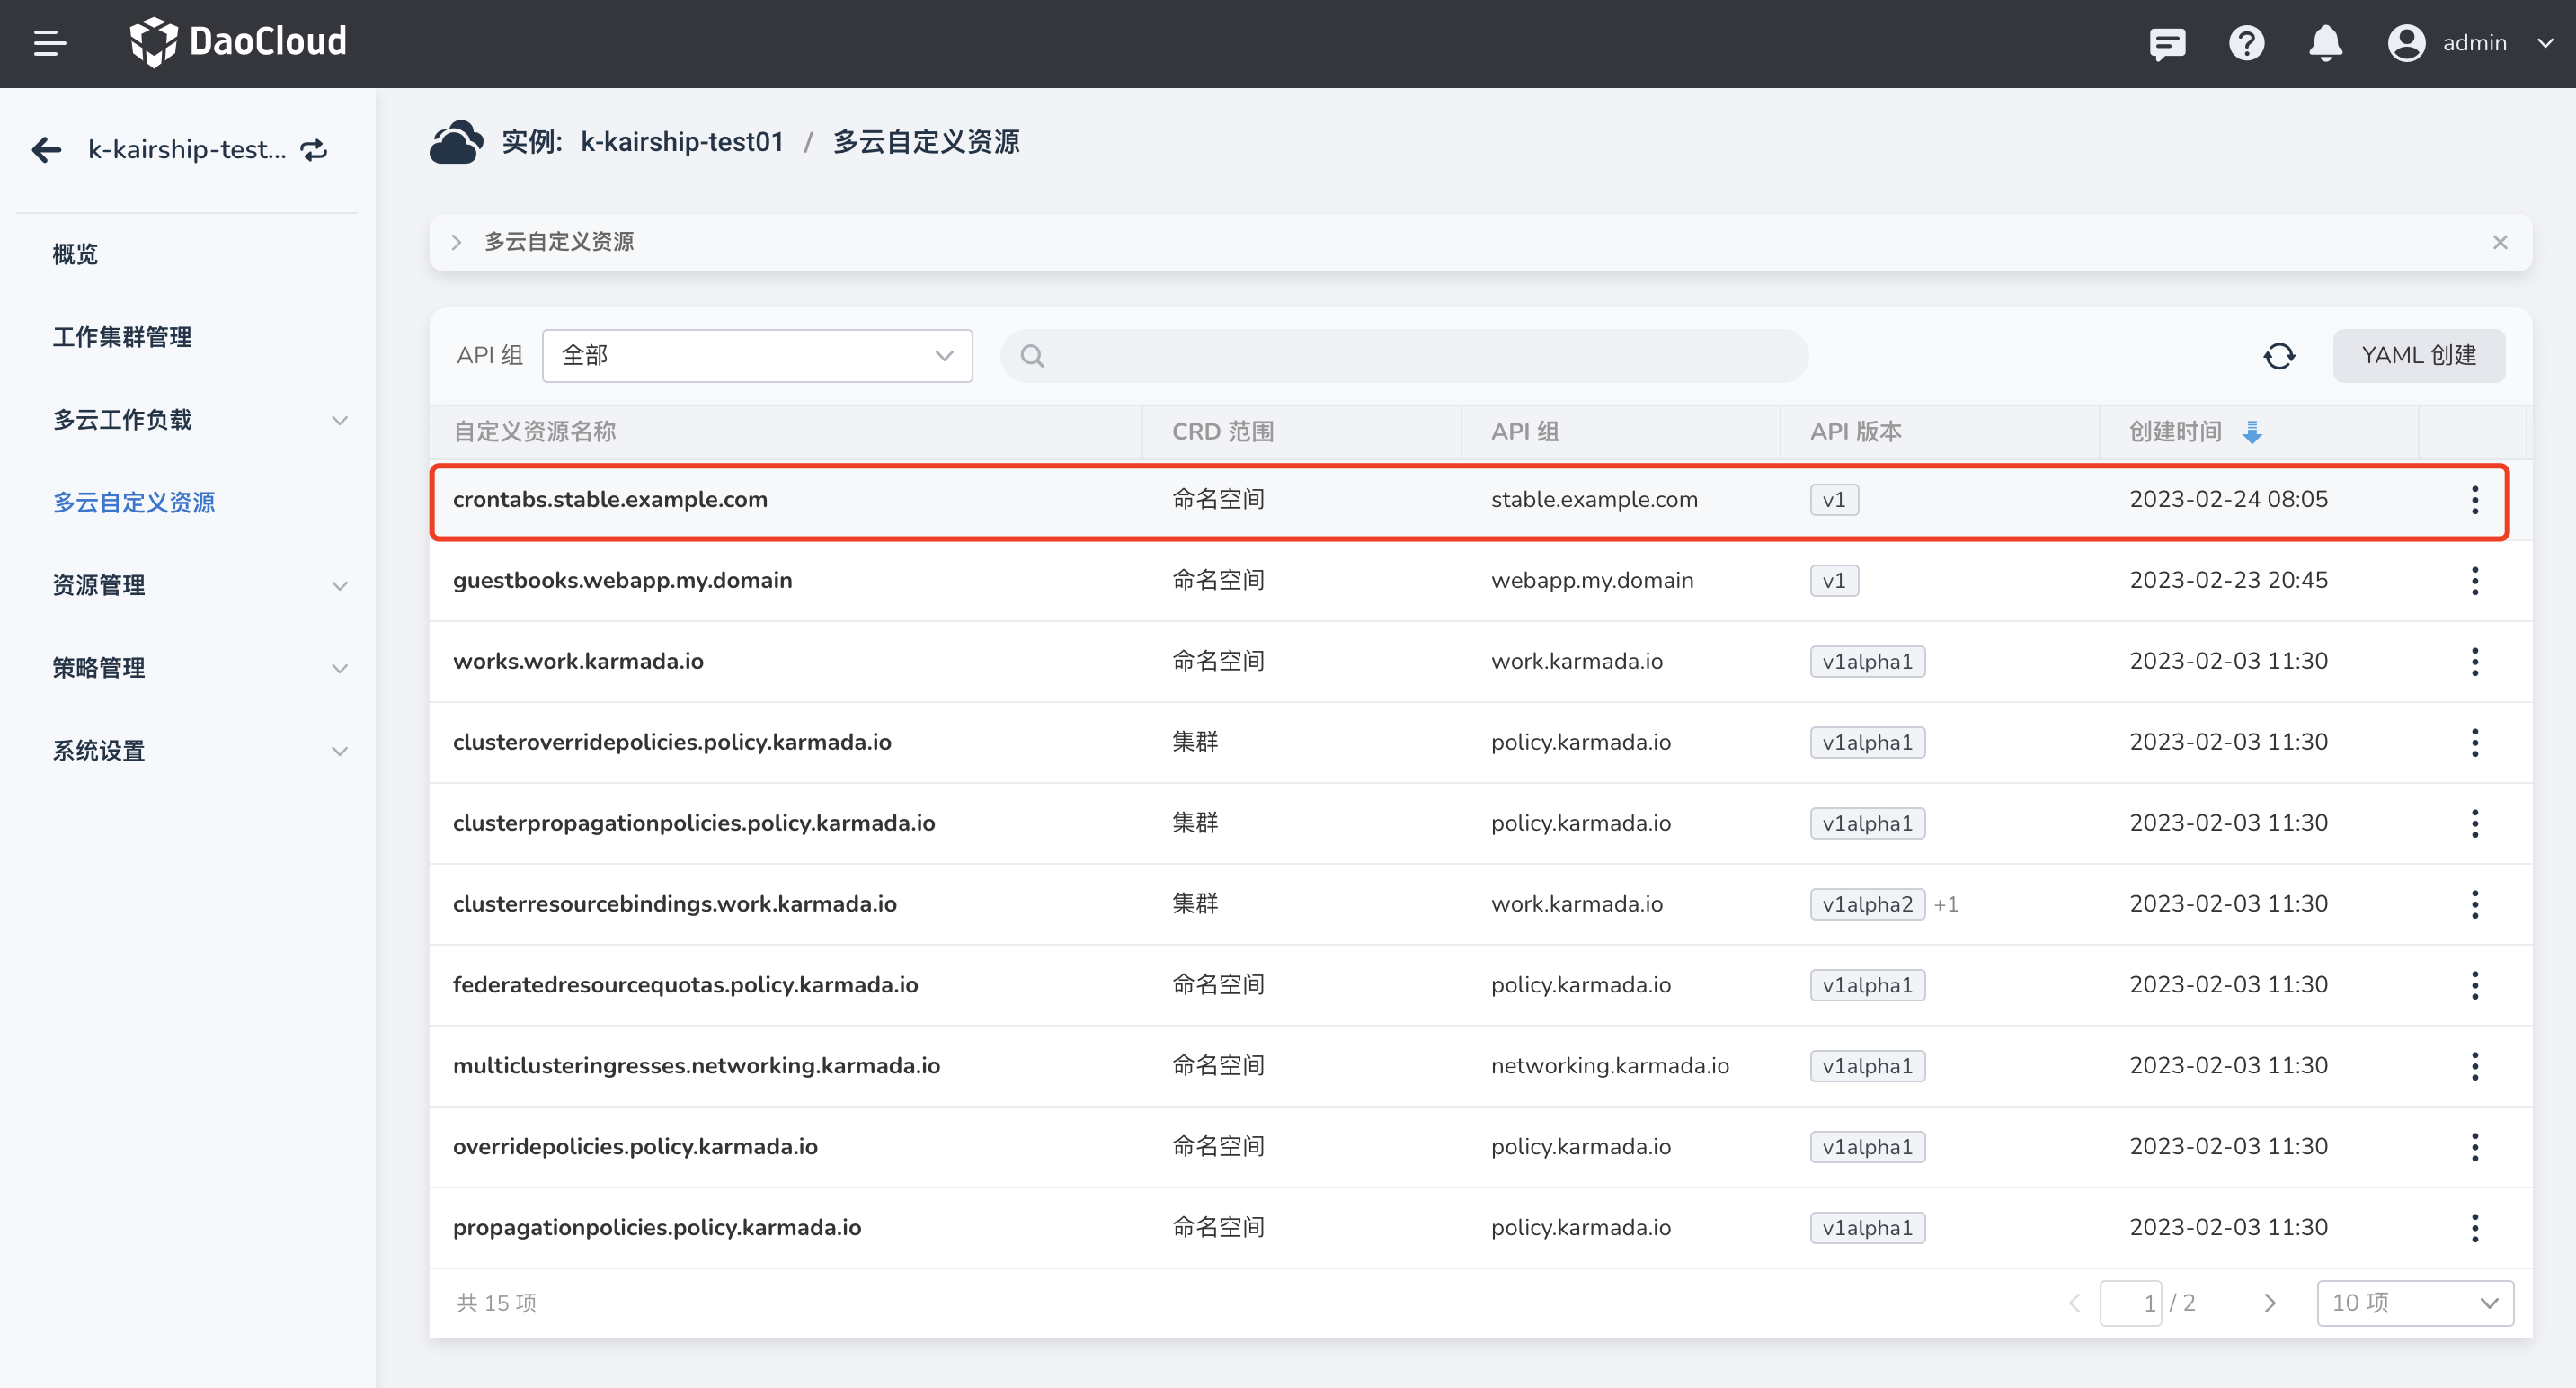 DaoCloud
admin
k-kairship-test...
实例: k-kairship-test01 / 多云自定义资源
概览
工作集群管理
多云工作负载
多云自定义资源
资源管理
策略管理
系统设置
多云自定义资源
API 组 全部
YAML 创建
自定义资源名称 CRD 范围 API 组 API 版本 创建时间
crontabs.stable.example.com 命名空间 stable.example.com v1 2023-02-24 08:05
guestbooks.webapp.my.domain 命名空间 webapp.my.domain v1 2023-02-23 20:45
works.work.karmada.io 命名空间 work.karmada.io v1alpha1 2023-02-03 11:30
clusteroverridepolicies.policy.karmada.io 集群 policy.karmada.io v1alpha1 2023-02-03 11:30
clusterpropagationpolicies.policy.karmada.io 集群 policy.karmada.io v1alpha1 2023-02-03 11:30
clusterresourcebindings.work.karmada.io 集群 work.karmada.io v1alpha2 +1 2023-02-03 11:30
federatedresourcequotas.policy.karmada.io 命名空间 policy.karmada.io v1alpha1 2023-02-03 11:30
multiclusteringresses.networking.karmada.io 命名空间 networking.karmada.io v1alpha1 2023-02-03 11:30
overridepolicies.policy.karmada.io 命名空间 policy.karmada.io v1alpha1 2023-02-03 11:30
propagationpolicies.policy.karmada.io 命名空间 policy.karmada.io v1alpha1 2023-02-03 11:30
共 15 项
1 / 2
10 项